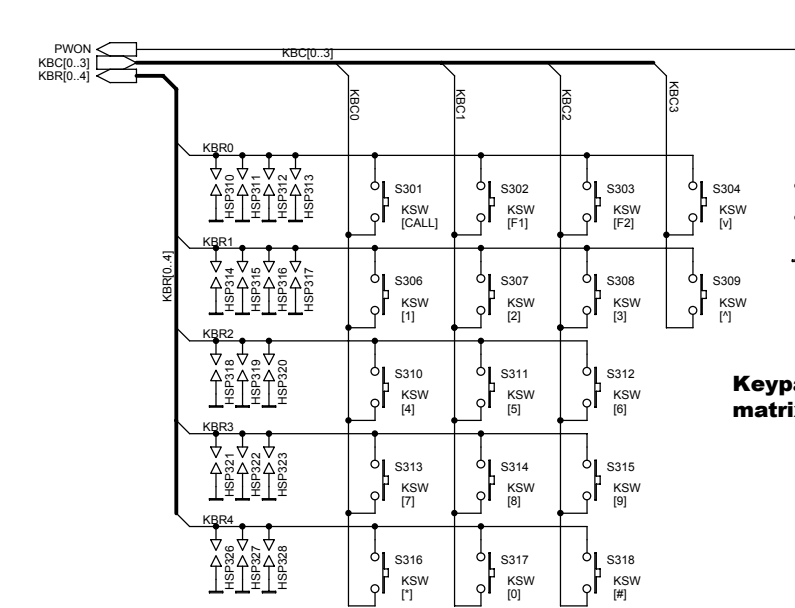 PWON
KBC[0..3]
KBC[0..3]
KBR[0..4]
KBC0
KBC1
KBC2
KBC3
KBR[0..4]
KBR0
HSP310
HSP311
HSP312
HSP313
S301
KSW
[CALL]
S302
KSW
[F1]
S303
KSW
[F2]
S304
KSW
[v]
KBR1
HSP314
HSP315
HSP316
HSP317
S306
KSW
[1]
S307
KSW
[2]
S308
KSW
[3]
S309
KSW
[^]
KBR2
HSP318
HSP319
HSP320
S310
KSW
[4]
S311
KSW
[5]
S312
KSW
[6]
Keypa
matri
KBR3
HSP321
HSP322
HSP323
S313
KSW
[7]
S314
KSW
[8]
S315
KSW
[9]
KBR4
HSP326
HSP327
HSP328
S316
KSW
[*]
S317
KSW
[0]
S318
KSW
[#]